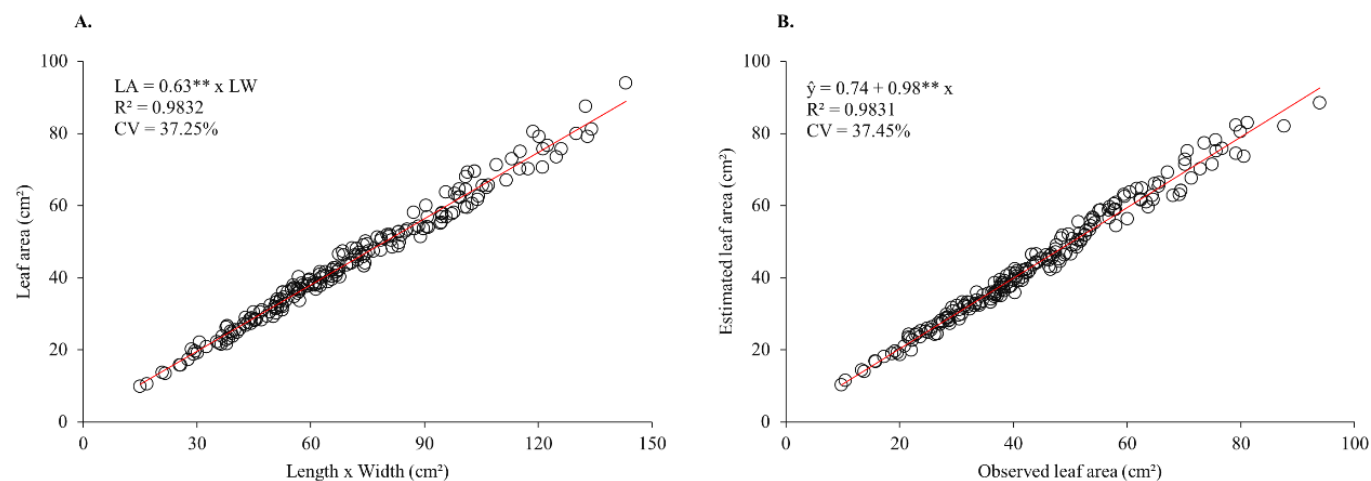 A.
LA = 0.63** x LW
R² = 0.9832
CV = 37.25%
100
80
60
40
20
0
Leaf area (cm²)
0 30 60 90 120 150
Length x Width (cm²)
B.
ŷ = 0.74 + 0.98** x
R² = 0.9831
CV = 37.45%
100
80
60
40
20
0
Estimated leaf area (cm²)
0 20 40 60 80 100
Observed leaf area (cm²)